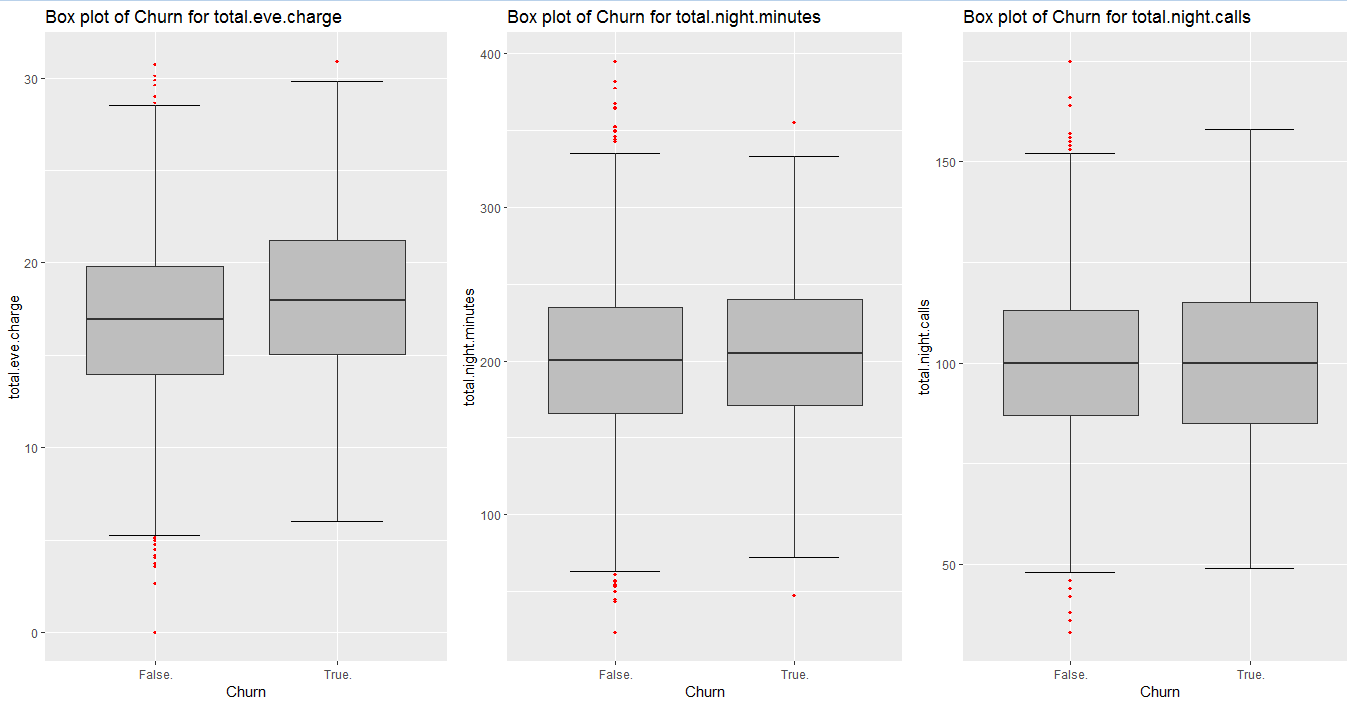 Box plot of Churn for total.eve.charge
total.eve.charge
30
20
10
0
False.
True.
Churn
Box plot of Churn for total.night.minutes
total.night.minutes
400
300
200
100
False.
True.
Churn
Box plot of Churn for total.night.calls
total.night.calls
150
100
50
False.
True.
Churn